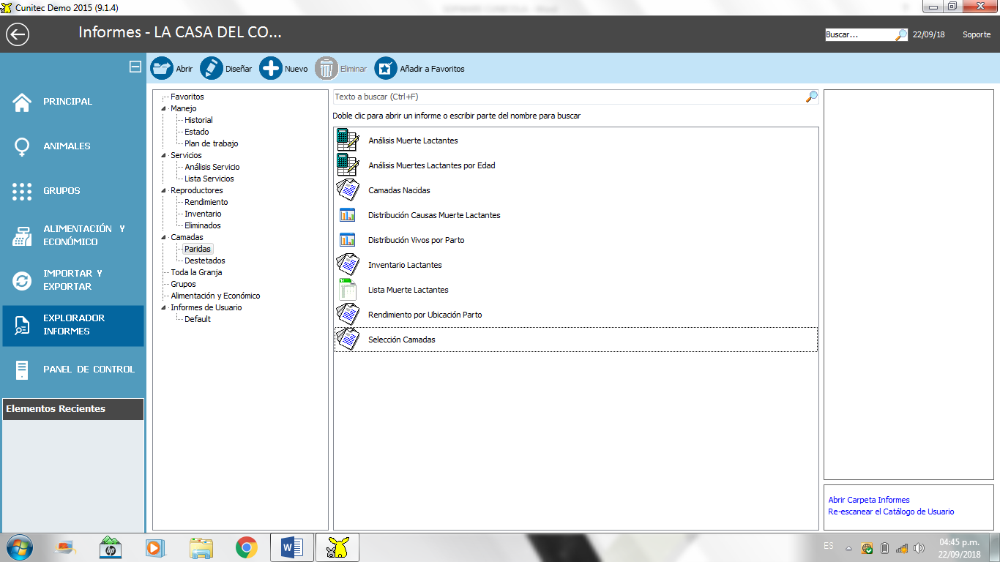 Cunitec Demo 2015 (9.1.4)
Informes - LA CASA DEL CO...
Buscar...
22/09/18
Soporte
Abrir
Diseñar
Nuevo
Eliminar
Añadir a Favoritos
PRINCIPAL
ANIMALES
GRUPOS
ALIMENTACIÓN Y
ECONÓMICO
IMPORTAR Y
EXPORTAR
EXPLORADOR
INFORMES
PANEL DE CONTROL
Elementos Recientes
Favoritos
Manejo
Historial
Estado
Plan de trabajo
Servicios
Análisis Servicio
Lista Servicios
Reproductores
Rendimiento
Inventario
Eliminados
Camadas
Paridas
Destetados
Toda la Granja
Grupos
Alimentación y Económico
Informes de Usuario
Default
Texto a buscar (Ctrl+F)
Doble clic para abrir un informe o escribir parte del nombre para buscar
Análisis Muerte Lactantes
Análisis Muertes Lactantes por Edad
Camadas Nacidas
Distribución Causas Muerte Lactantes
Distribución Vivos por Parto
Inventario Lactantes
Lista Muerte Lactantes
Rendimiento por Ubicación Parto
Selección Camadas
Abrir Carpeta Informes
Re-escanear el Catálogo de Usuario
ES
04:45 p.m.
22/09/2018